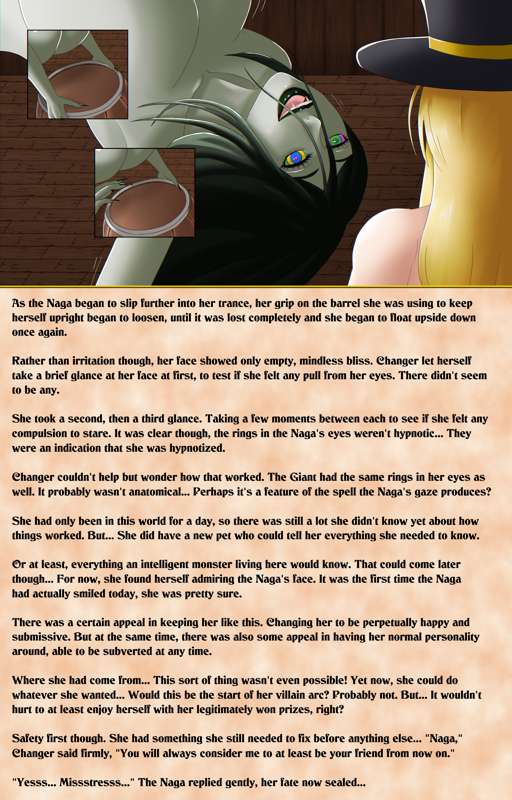 As the Naga began to slip further into her trance, her grip on the barrel she was using to keep
herself upright began to loosen, until it was lost completely and she began to float upside down
once again.
Rather than irritation though, her face showed only empty, mindless bliss. Changer let herself
take a brief glance at her face at first, to test if she felt any pull from her eyes. There didn't seem
to be any.
She took a second, then a third glance. Taking a few moments between each to see if she felt any
compulsion to stare. It was clear though, the rings in the Naga's eyes weren't hypnotic... They
were an indication that she was hypnotized.
Changer couldn't help but wonder how that worked. The Giant had the same rings in her eyes as
well. It probably wasn't anatomical... Perhaps it's a feature of the spell the Naga's gaze produces?
She had only been in this world for a day, so there was still a lot she didn't know yet about how
things worked. But... She did have a new pet who could tell her everything she needed to know.
Or at least, everything an intelligent monster living here would know. That could come later
though... For now, she found herself admiring the Naga's face. It was the first time the Naga
had actually smiled today, she was pretty sure.
There was a certain appeal in keeping her like this. Changing her to be perpetually happy and
submissive. But at the same time, there was also some appeal in having her normal personality
around, able to be subverted at any time.
Where she had come from... This sort of thing wasn't even possible! Yet now, she could do
whatever she wanted... Would this be the start of her villain arc? Probably not. But... It wouldn't
hurt to at least enjoy herself with her legitimately won prizes, right?
Safety first though. She had something she still needed to fix before anything else... "Naga,"
Changer said firmly, "You will always consider me to at least be your friend from now on."
"Yesss... Missstresss..." The Naga replied gently, her fate now sealed...